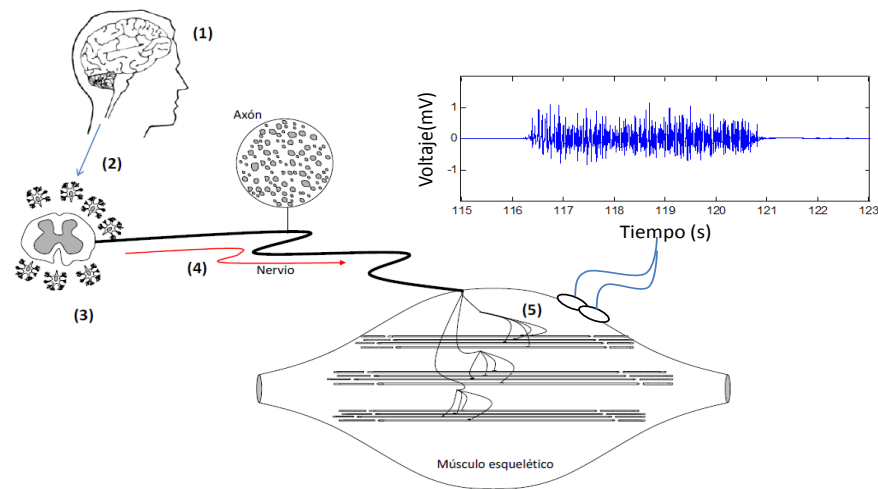 (1)
Axón
(2)
(3)
(4)
Nervio
(5)
Músculo esquelético
Voltaje(mV)
1
0
-1
115 116 117 118 119 120 121 122 123
Tiempo (s)